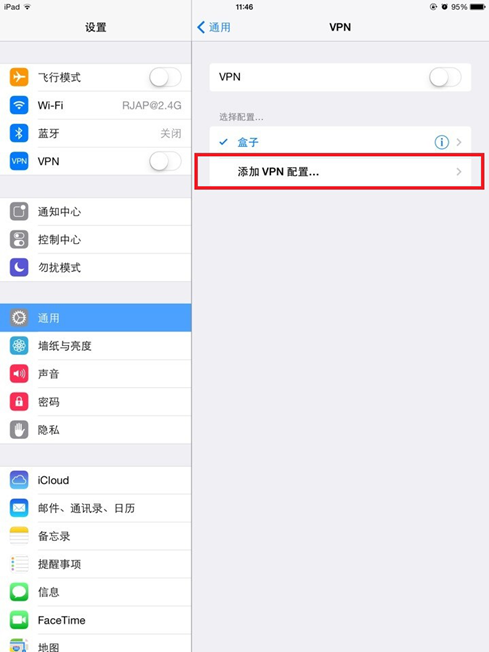 iPad 11:46 95%
设置
飞行模式
Wi-Fi RJAP@2.4G
蓝牙 关闭
VPN VPN
通知中心
控制中心
勿扰模式
通用
墙纸与亮度
声音
密码
隐私
iCloud
邮件、通讯录、日历
备忘录
提醒事项
信息
FaceTime
地图
通用 VPN
VPN
选择配置...
盒子
添加 VPN 配置...